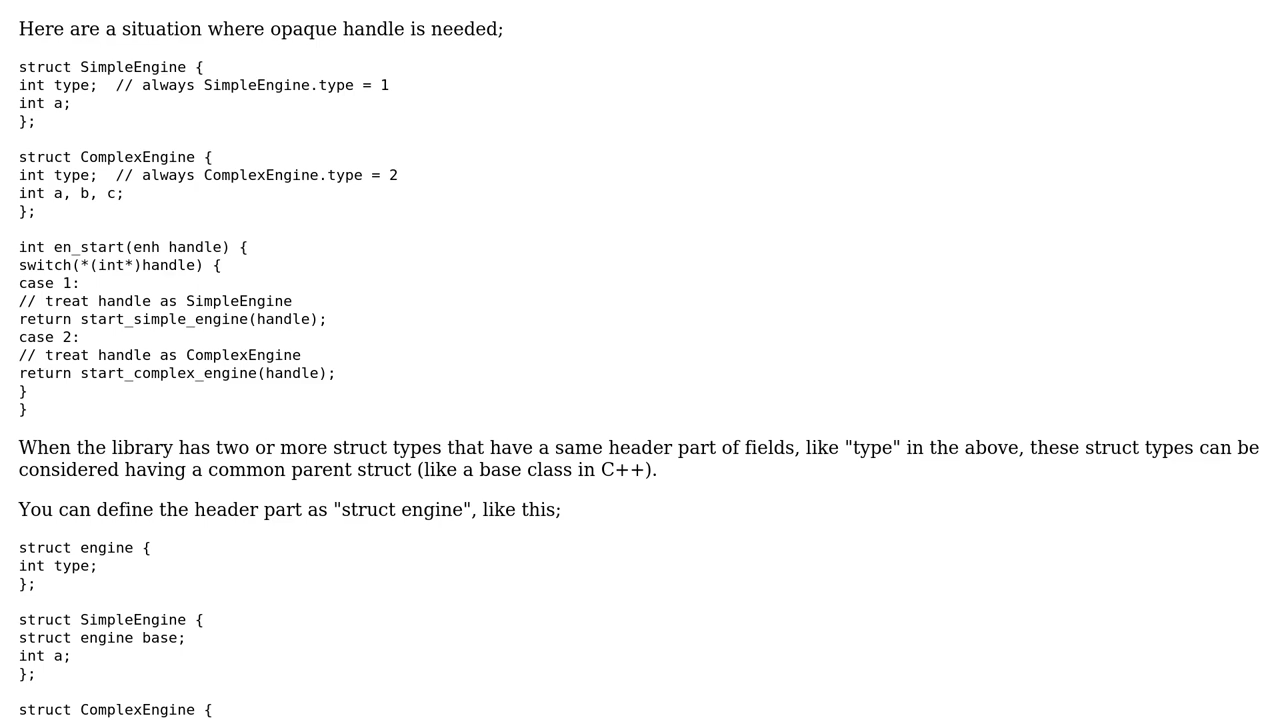 Here are a situation where opaque handle is needed;
struct SimpleEngine {
int type;  // always SimpleEngine.type = 1
int a;
};
struct ComplexEngine {
int type;  // always ComplexEngine.type = 2
int a, b, c;
};
int en_start(enh handle) {
switch(*(int*)handle) {
case 1:
// treat handle as SimpleEngine
return start_simple_engine(handle);
case 2:
// treat handle as ComplexEngine
return start_complex_engine(handle);
}
}
When the library has two or more struct types that have a same header part of fields, like "type" in the above, these struct types can be
considered having a common parent struct (like a base class in C++).
You can define the header part as "struct engine", like this;
struct engine {
int type;
};
struct SimpleEngine {
struct engine base;
int a;
};
struct ComplexEngine {